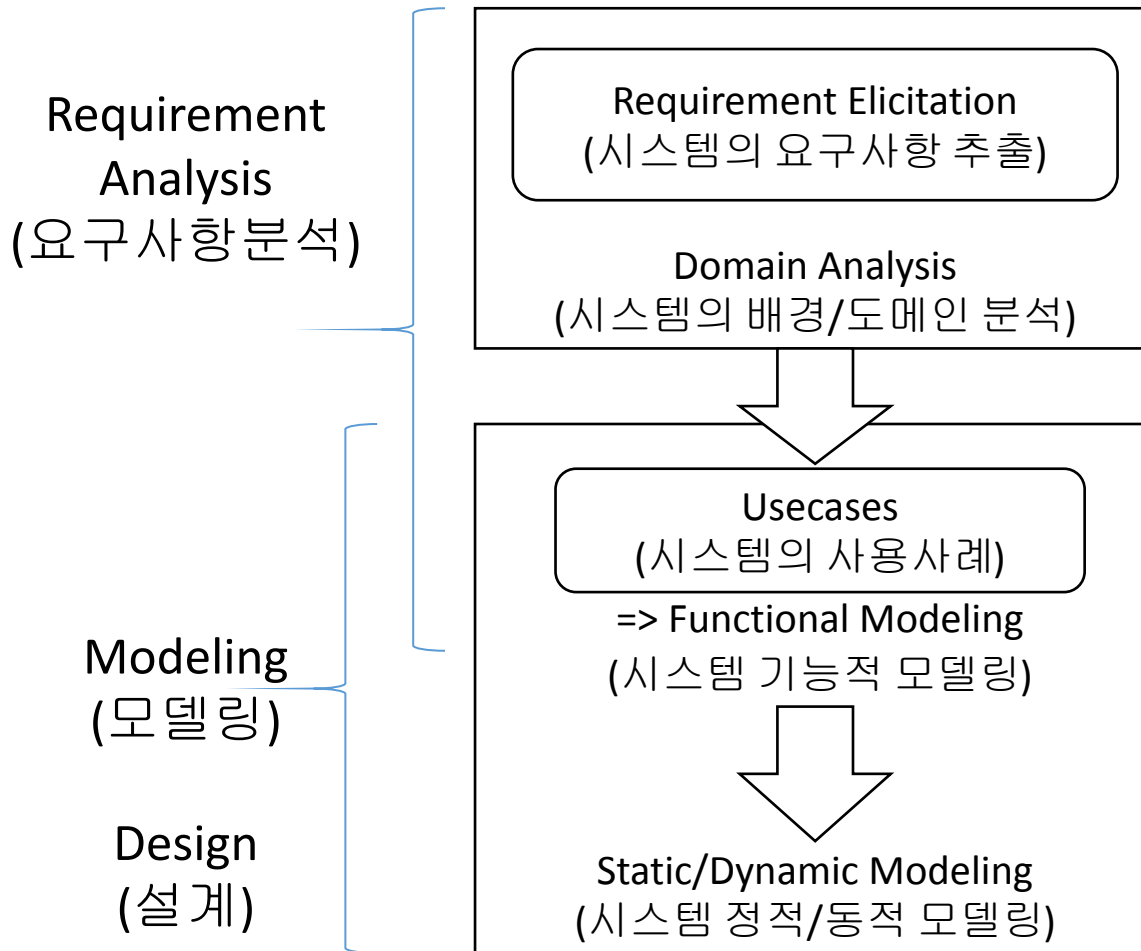 Requirement
Analysis
(요구사항분석)
Requirement Elicitation
(시스템의 요구사항 추출)
Domain Analysis
(시스템의 배경/도메인 분석)
Modeling
(모델링)
Design
(설계)
Usecases
(시스템의 사용사례)
=> Functional Modeling
(시스템 기능적 모델링)
Static/Dynamic Modeling
(시스템 정적/동적 모델링)